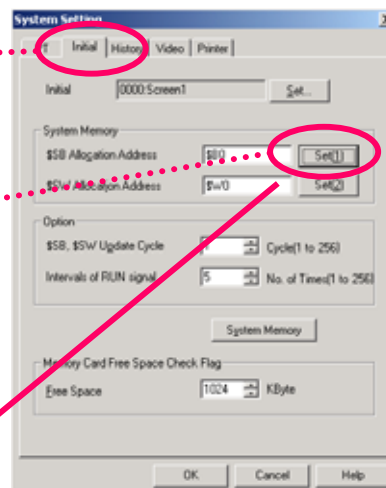 System Setting
Initial History Video Printer
Initial 0000:Screen1 Set...
System Memory
$SB Allocation Address $B0 Set(1)
$SW Allocation Address $W0 Set(2)
Option
$SB, $SW Update Cycle Cycle(1 to 256)
Intervals of RUN signal 5 No. of Times(1 to 256)
System Memory
Memory Card Free Space Check Flag
Free Space 1024 KByte
OK Cancel Help